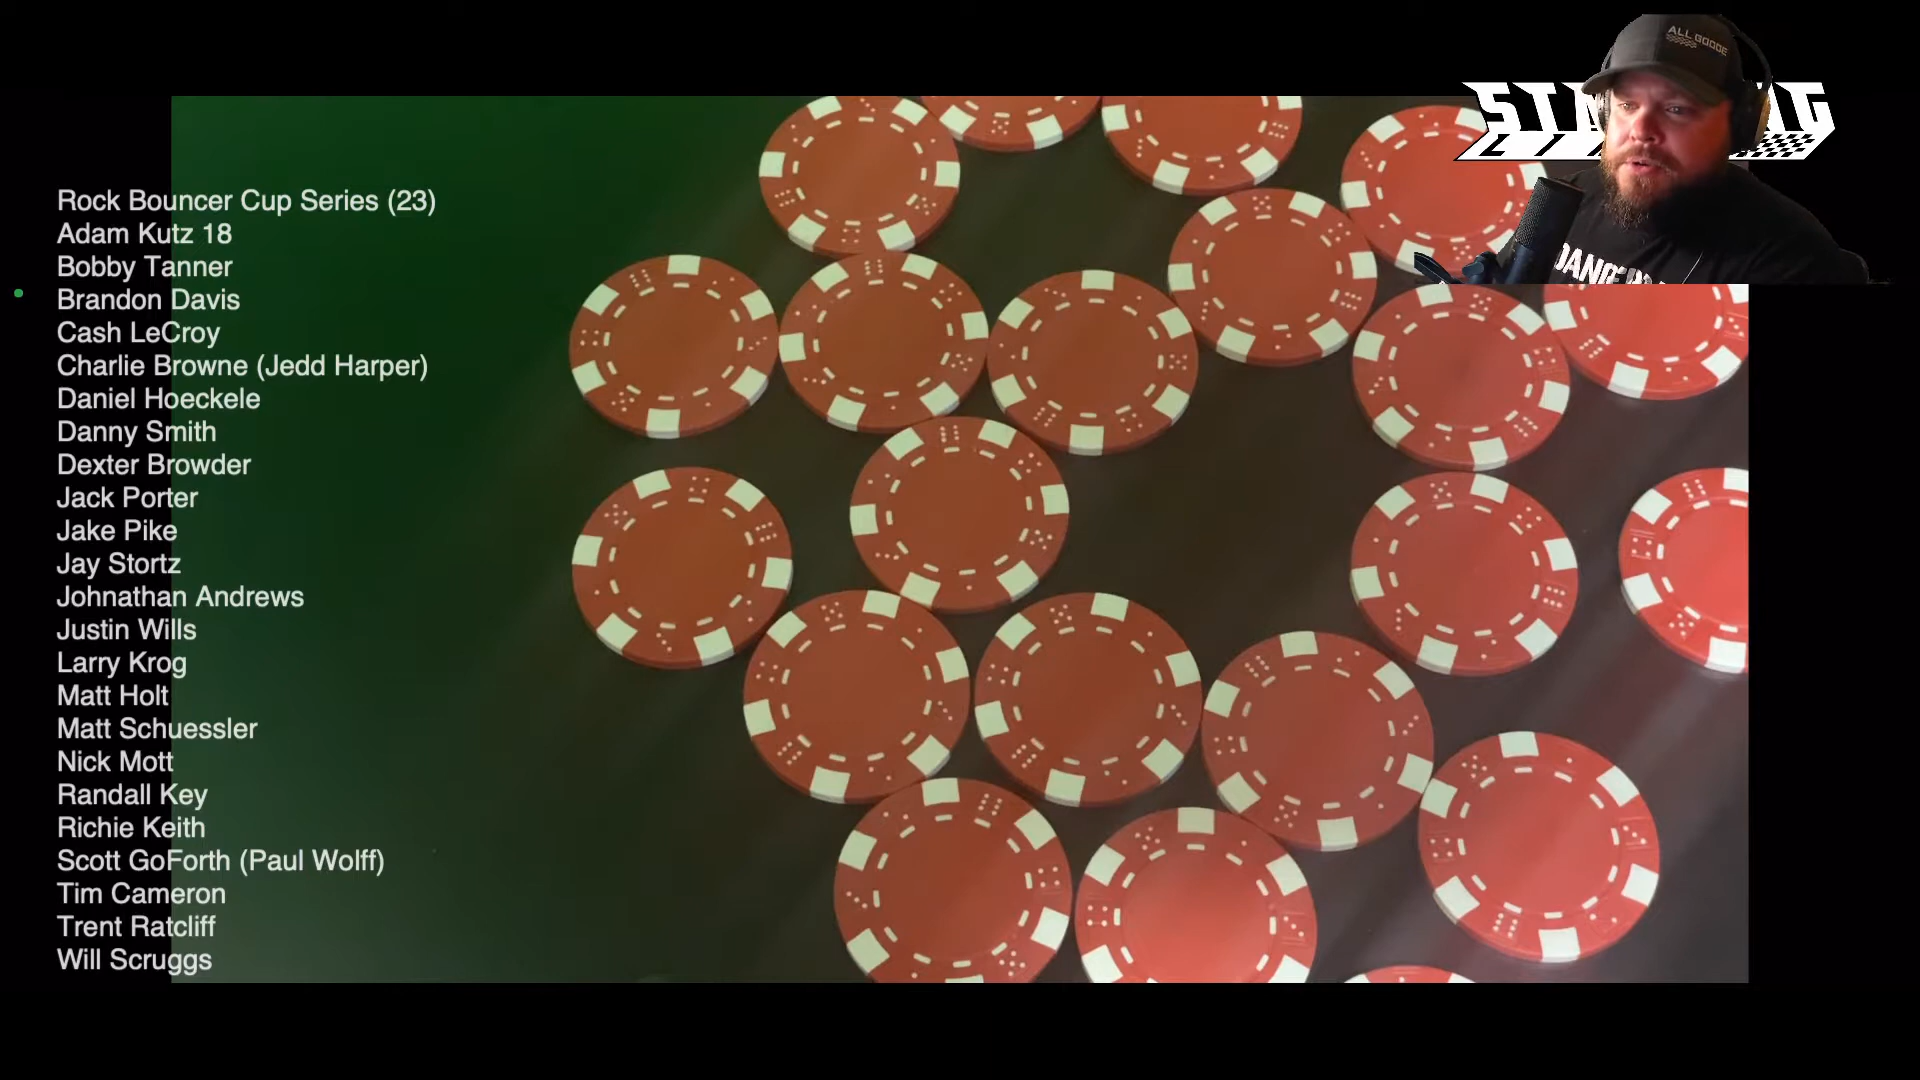 Rock Bouncer Cup Series (23)
Adam Kutz 18
Bobby Tanner
Brandon Davis
Cash LeCroy
Charlie Browne (Jedd Harper)
Daniel Hoeckele
Danny Smith
Dexter Browder
Jack Porter
Jake Pike
Jay Stortz
Johnathan Andrews
Justin Wills
Larry Krog
Matt Holt
Matt Schuessler
Nick Mott
Randall Key
Richie Keith
Scott GoForth (Paul Wolff)
Tim Cameron
Trent Ratcliff
Will Scruggs
ALL GOODE